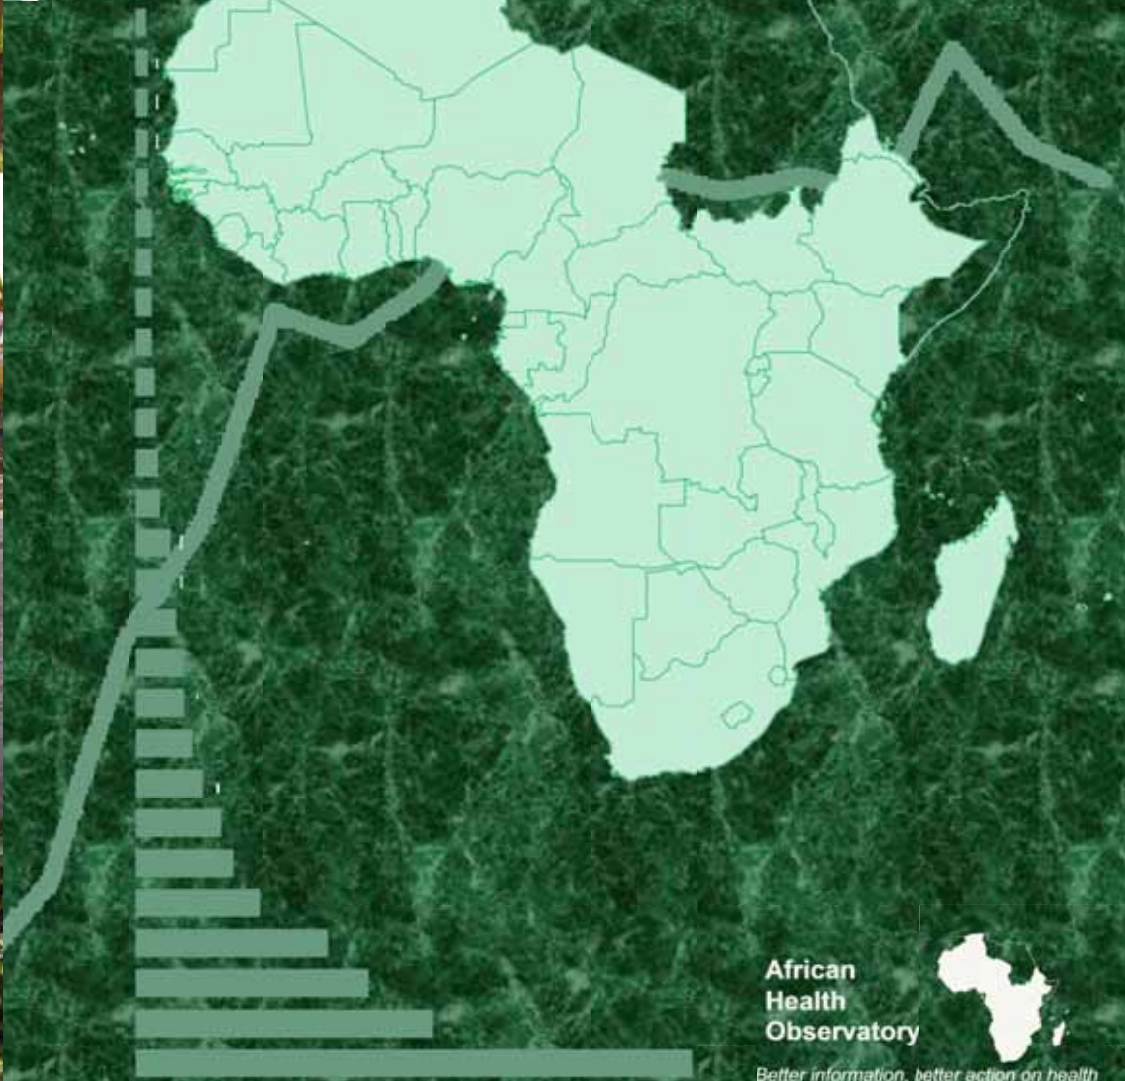 African
Health
Observatory
Better information, better action on health